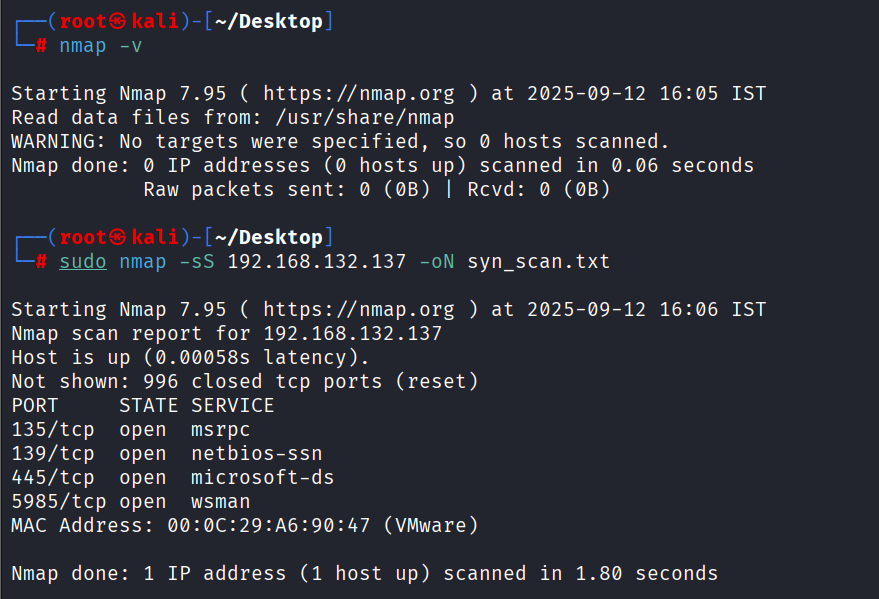 ┌──(root㉿kali)-[~/Desktop]
└─# nmap -v
Starting Nmap 7.95 ( https://nmap.org ) at 2025-09-12 16:05 IST
Read data files from: /usr/share/nmap
WARNING: No targets were specified, so 0 hosts scanned.
Nmap done: 0 IP addresses (0 hosts up) scanned in 0.06 seconds
           Raw packets sent: 0 (0B) | Rcvd: 0 (0B)
┌──(root㉿kali)-[~/Desktop]
└─# sudo nmap -sS 192.168.132.137 -oN syn_scan.txt
Starting Nmap 7.95 ( https://nmap.org ) at 2025-09-12 16:06 IST
Nmap scan report for 192.168.132.137
Host is up (0.00058s latency).
Not shown: 996 closed tcp ports (reset)
PORT     STATE SERVICE
135/tcp  open  msrpc
139/tcp  open  netbios-ssn
445/tcp  open  microsoft-ds
5985/tcp open  wsman
MAC Address: 00:0C:29:A6:90:47 (VMware)
Nmap done: 1 IP address (1 host up) scanned in 1.80 seconds